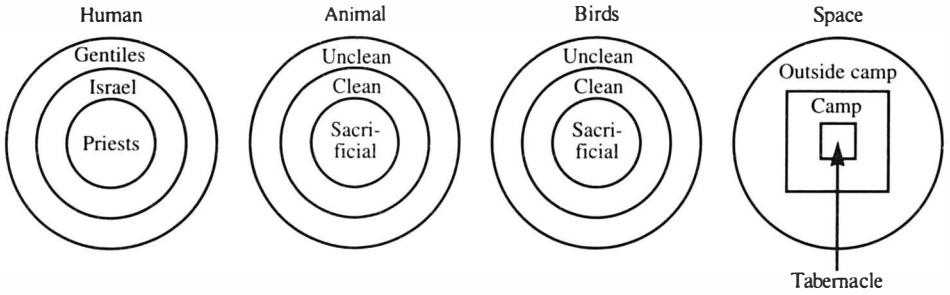 Human
Gentiles
Israel
Priests
Animal
Unclean
Clean
Sacri-
ficial
Birds
Unclean
Clean
Sacri-
ficial
Space
Outside camp
Camp
Tabernacle